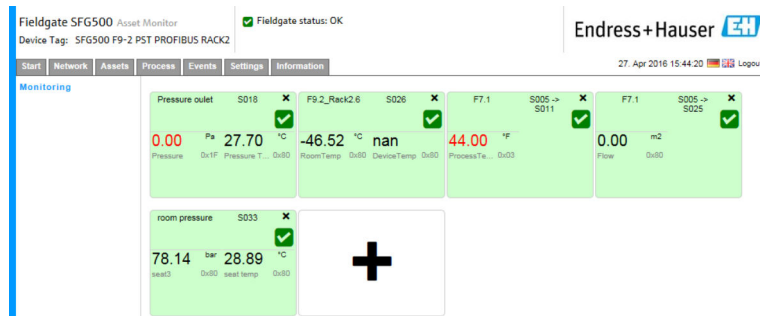 Fieldgate SFG500 Asset Monitor
Device Tag: SFG500 F9-2 PST PROFIBUS RACK2
Fieldgate status: OK
Endress+Hauser EH
Start Network Assets Process Events Settings Information
27. Apr 2016 15:44:20 Logou
Monitoring
Pressure oulet S018
0.00 Pa 27.70 °C
Pressure 0x1F Pressure T... 0x80
F9.2_Rack2.6 S026
-46.52 °C nan
RoomTemp 0x80 DeviceTemp 0x80
F7.1 S005 ->
S011
44.00 °F
ProcessTe... 0x03
F7.1 S005 ->
S025
0.00 m2
Flow 0x80
room pressure S033
78.14 bar 28.89 °C
seat3 0x80 seat temp 0x80